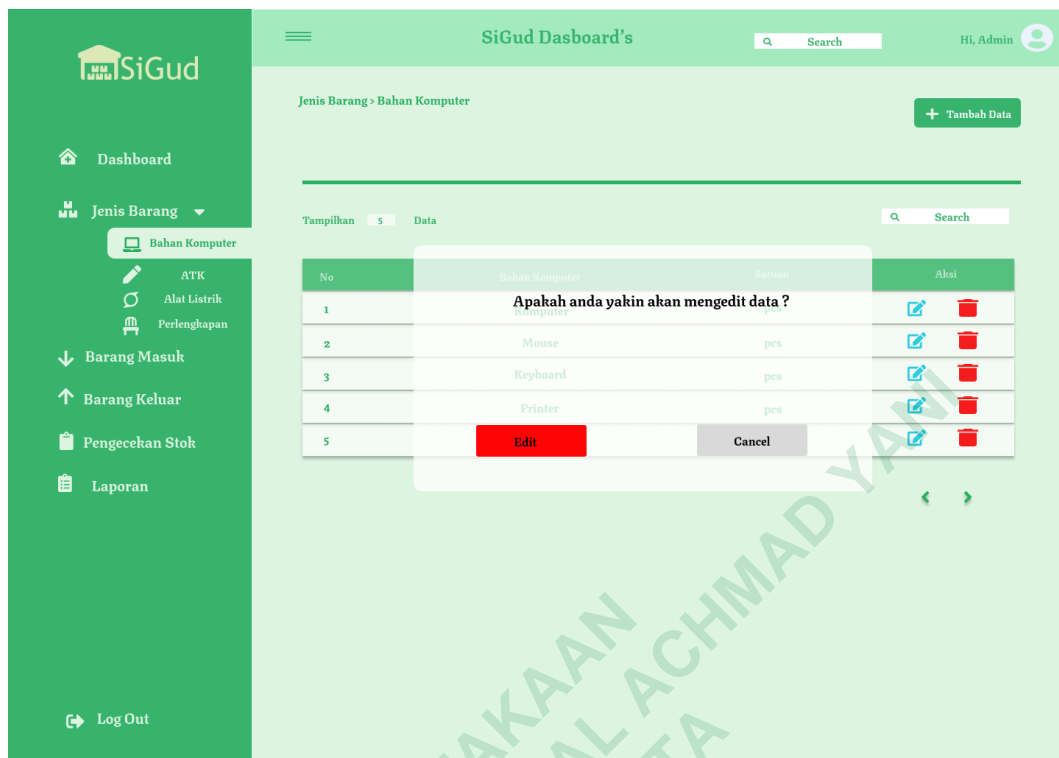 SiGud
SiGud Dasboard's
Search
Hi, Admin
Jenis Barang > Bahan Komputer
+ Tambah Data
Dashboard
Jenis Barang
Bahan Komputer
ATK
Alat Listrik
Perlengkapan
Barang Masuk
Barang Keluar
Pengecekan Stok
Laporan
Log Out
Tampilkan 5 Data
Search
No Bahan Komputer Satuan Aksi
Apakah anda yakin akan mengedit data ?
1 Komputer pcs
2 Mouse pcs
3 Keyboard pcs
4 Printer pcs
5
Edit Cancel
ACHMAD YANI